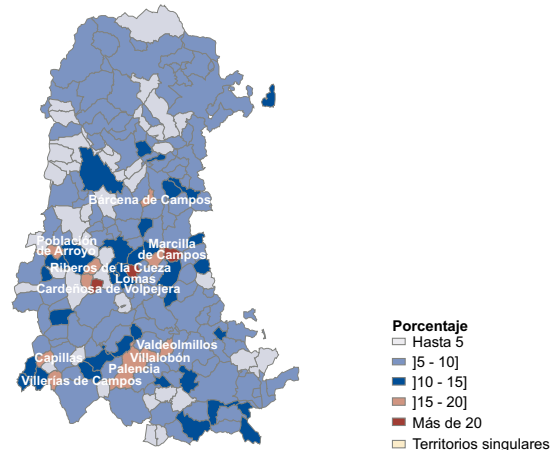 Bárcena de Campos
Población
de Arroyo
Marcilla
de Campos
Riberos de la Cueza
Lomas
Cardeñosa de Volpejera
Valdeolmillos
Capillas
Villalobón
Palencia
Villerías de Campos
Porcentaje
Hasta 5
]5 - 10]
]10 - 15]
]15 - 20]
Más de 20
Territorios singulares